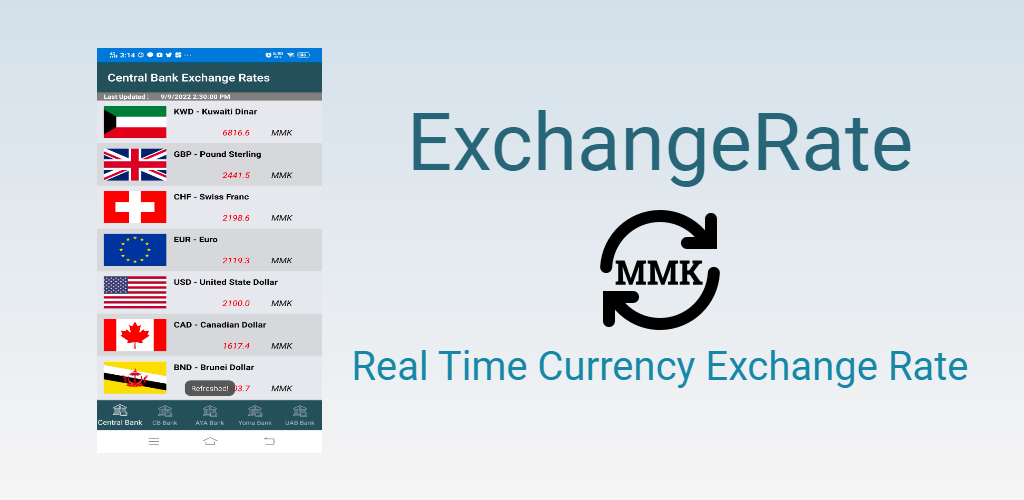 3:14
Central Bank Exchange Rates
Last Updated : 9/9/2022 2:30:00 PM
KWD - Kuwaiti Dinar
6816.6 MMK
GBP - Pound Sterling
2441.5 MMK
CHF - Swiss Franc
2198.6 MMK
EUR - Euro
2119.3 MMK
USD - United State Dollar
2100.0 MMK
CAD - Canadian Dollar
1617.4 MMK
BND - Brunei Dollar
Refreshed! 3.7 MMK
Central Bank CB Bank AYA Bank Yoma Bank UAB Bank
ExchangeRate
MMK
Real Time Currency Exchange Rate